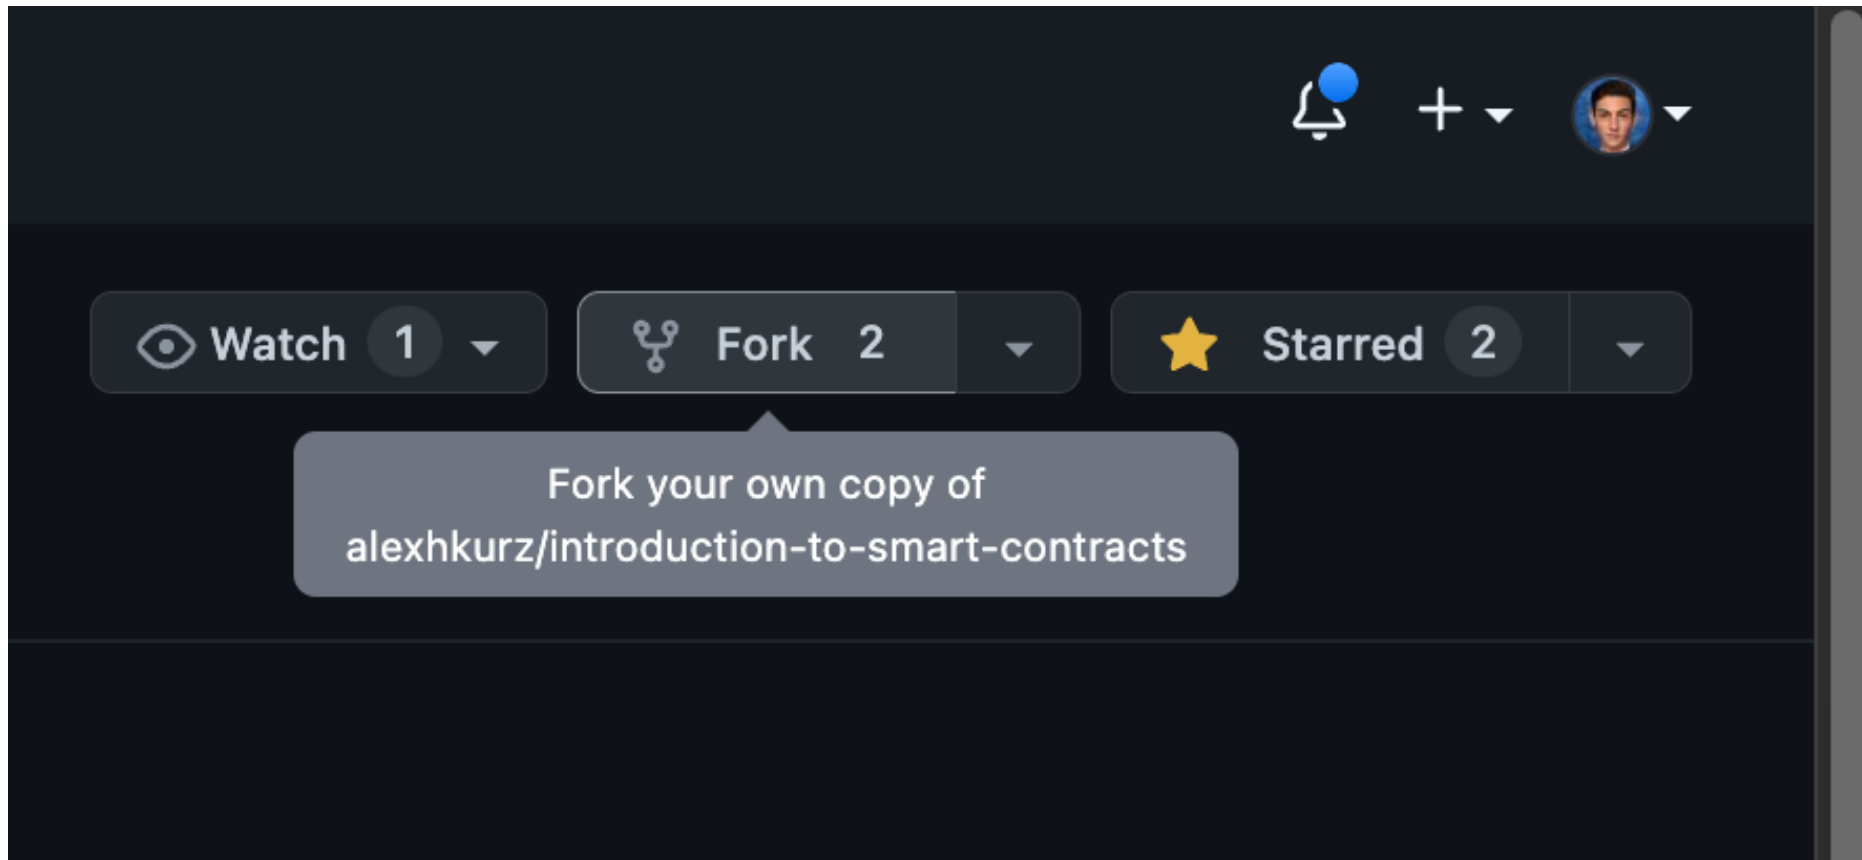 Watch 1
Fork 2
Starred 2
Fork your own copy of
alexhkurz/introduction-to-smart-contracts